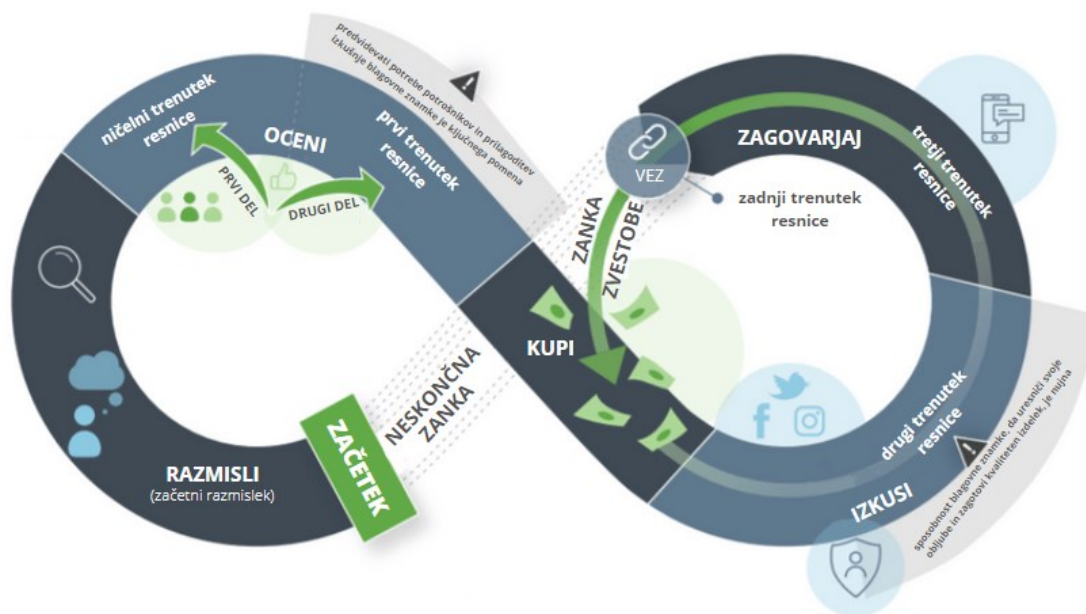 predvidevati potrebe potrošnikov in prilagoditev
izkušnje blagovne znamke je ključnega pomena
ničelni trenutek
resnice
OCENI
prvi trenutek
resnice
PRVI DEL
DRUGI DEL
RAZMISLI
(začetni razmislek)
ZAČETEK
NESKONČNA
ZANKA
KUPI
ZANKA
ZVESTOBE
VEZ
zadnji trenutek
resnice
ZAGOVARJAJ
tretji trenutek
resnice
drugi trenutek
resnice
IZKUSI
sposobnost blagovne znamke, da uresniči svoje
obljube in zagotovi kvaliteten izdelek, je nujna